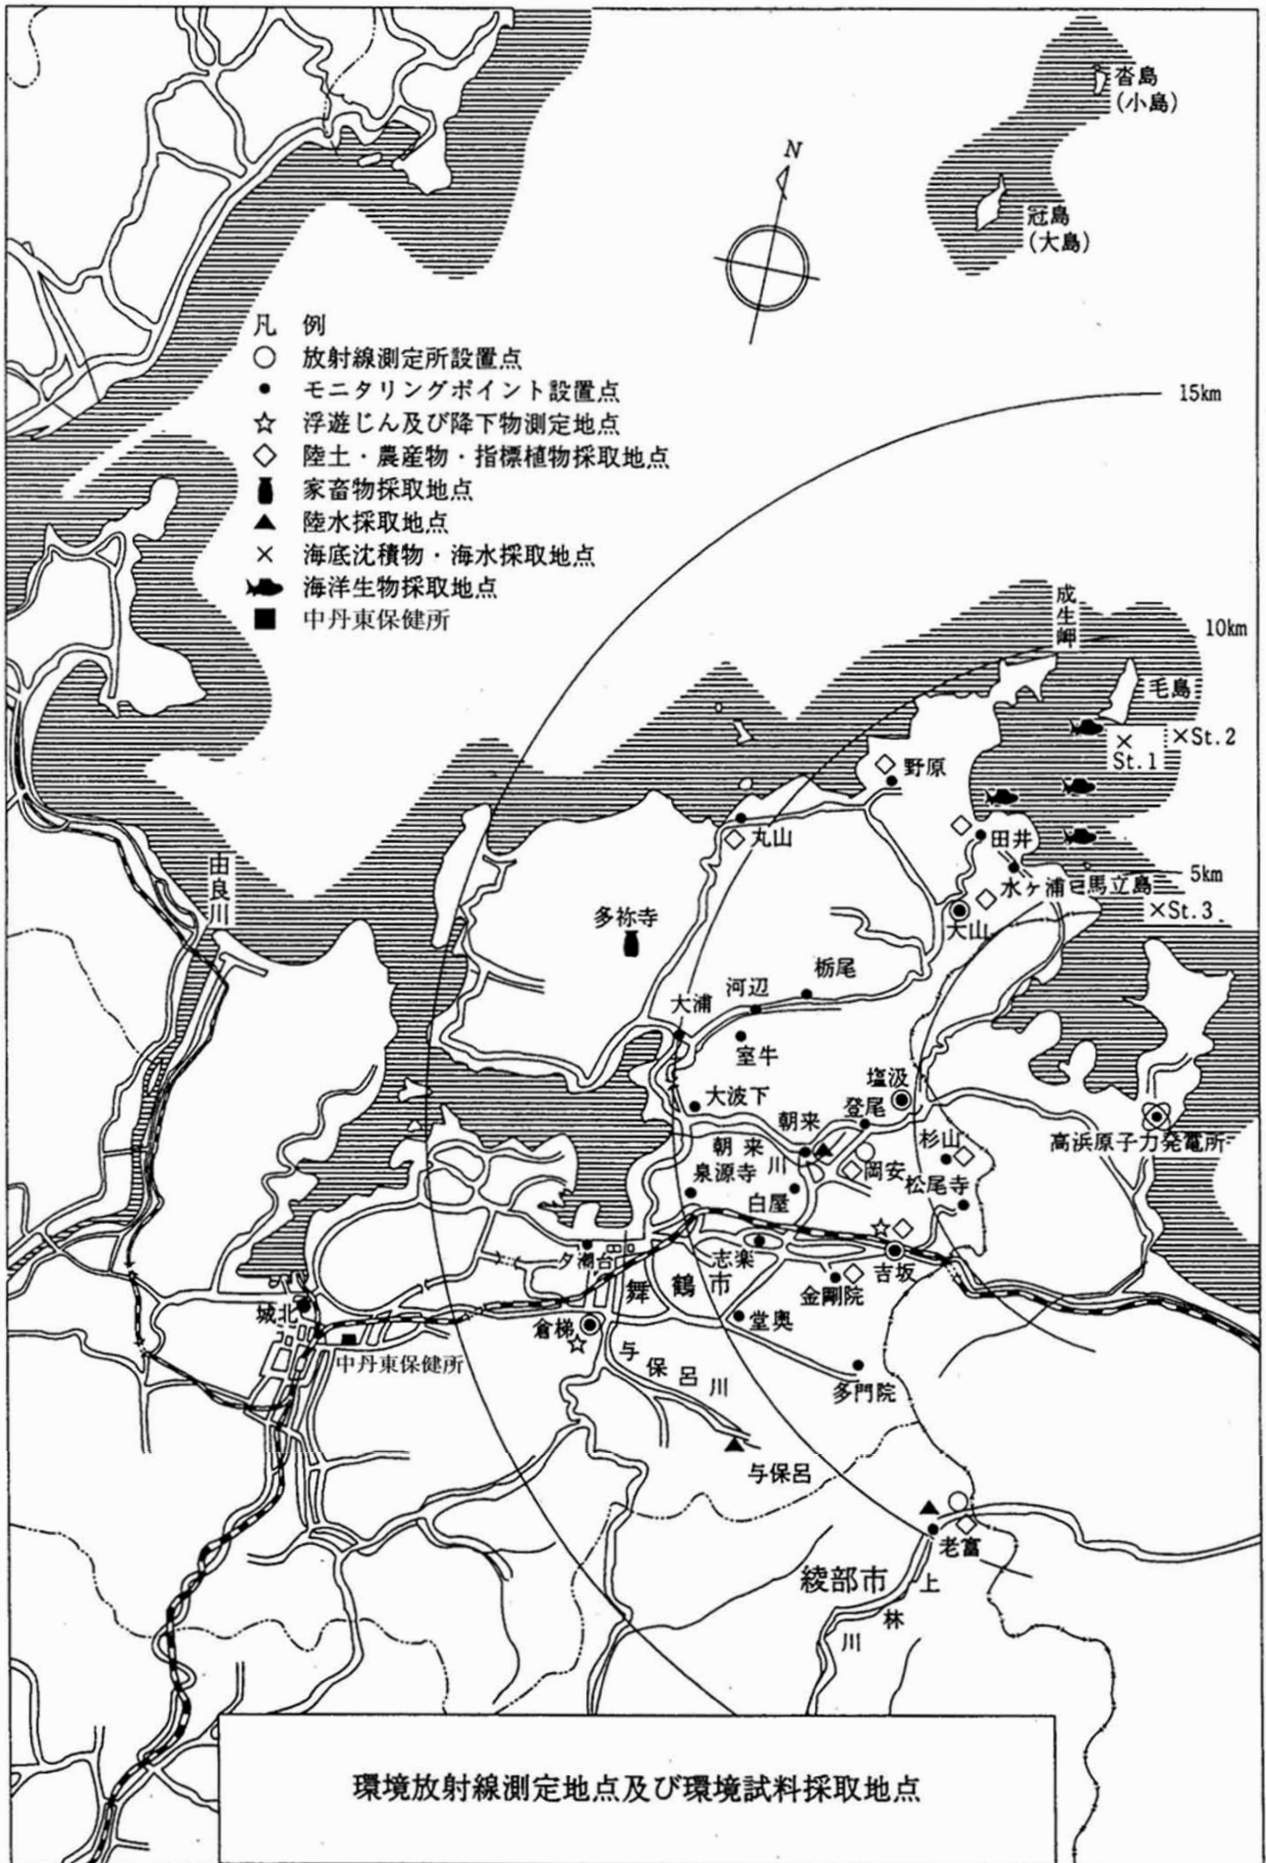 沓島
(小島)
N
冠島
(大島)
凡　例
放射線測定所設置点
モニタリングポイント設置点
浮遊じん及び降下物測定地点
陸土・農産物・指標植物採取地点
家畜物採取地点
陸水採取地点
海底沈積物・海水採取地点
海洋生物採取地点
中丹東保健所
15km
成生岬
10km
毛島
×St.2
×
St.1
野原
丸山
田井
水ヶ浦
馬立島
5km
×St.3
大山
由良川
多祢寺
栃尾
河辺
大浦
室牛
塩汲
大波下
登尾
朝来
杉山
高浜原子力発電所
朝来川
岡安
泉源寺
松尾寺
白屋
夕潮台
志楽
吉坂
舞鶴市
金剛院
城北
倉梯
堂奥
中丹東保健所
与保呂川
多門院
与保呂
老富
綾部市
上林川
環境放射線測定地点及び環境試料採取地点